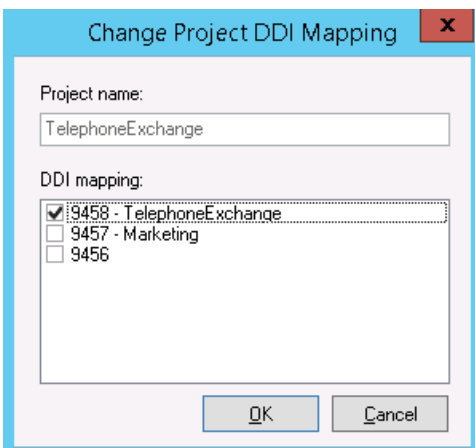 Change Project DDI Mapping
x
Project name:
TelephoneExchange
DDI mapping:
9458 - TelephoneExchange
9457 - Marketing
9456
OK Cancel